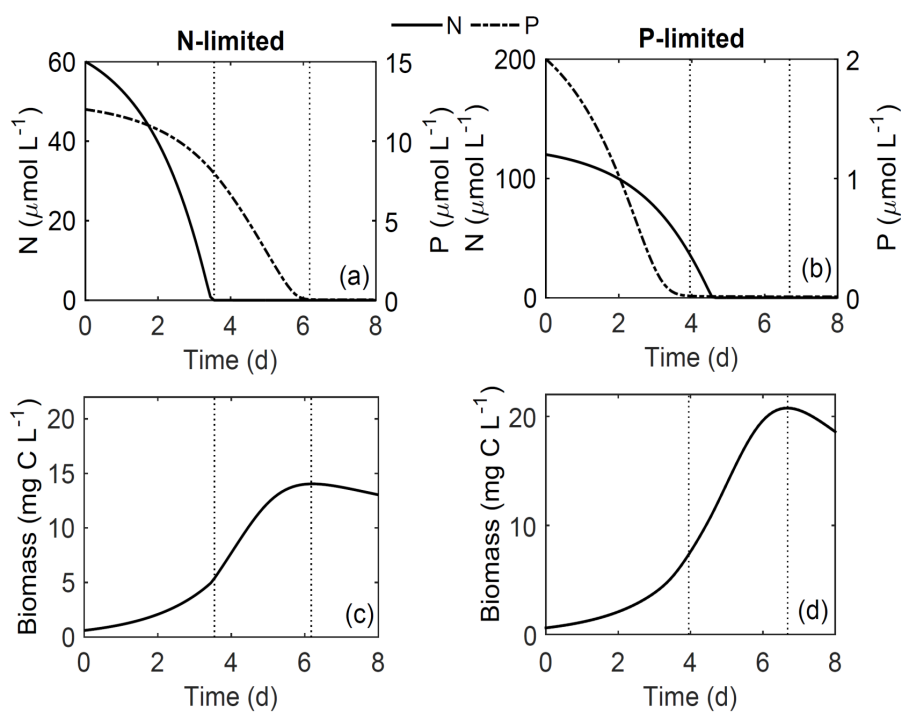 N P
N-limited
P-limited
60
40
20
0
N (μmol L⁻¹)
15
10
5
0
P (μmol L⁻¹)
(a)
0 2 4 6 8
Time (d)
200
100
0
N (μmol L⁻¹)
2
1
0
P (μmol L⁻¹)
(b)
0 2 4 6 8
Time (d)
20
15
10
5
0
Biomass (mg C L⁻¹)
(c)
0 2 4 6 8
Time (d)
20
10
0
Biomass (mg C L⁻¹)
(d)
0 2 4 6 8
Time (d)